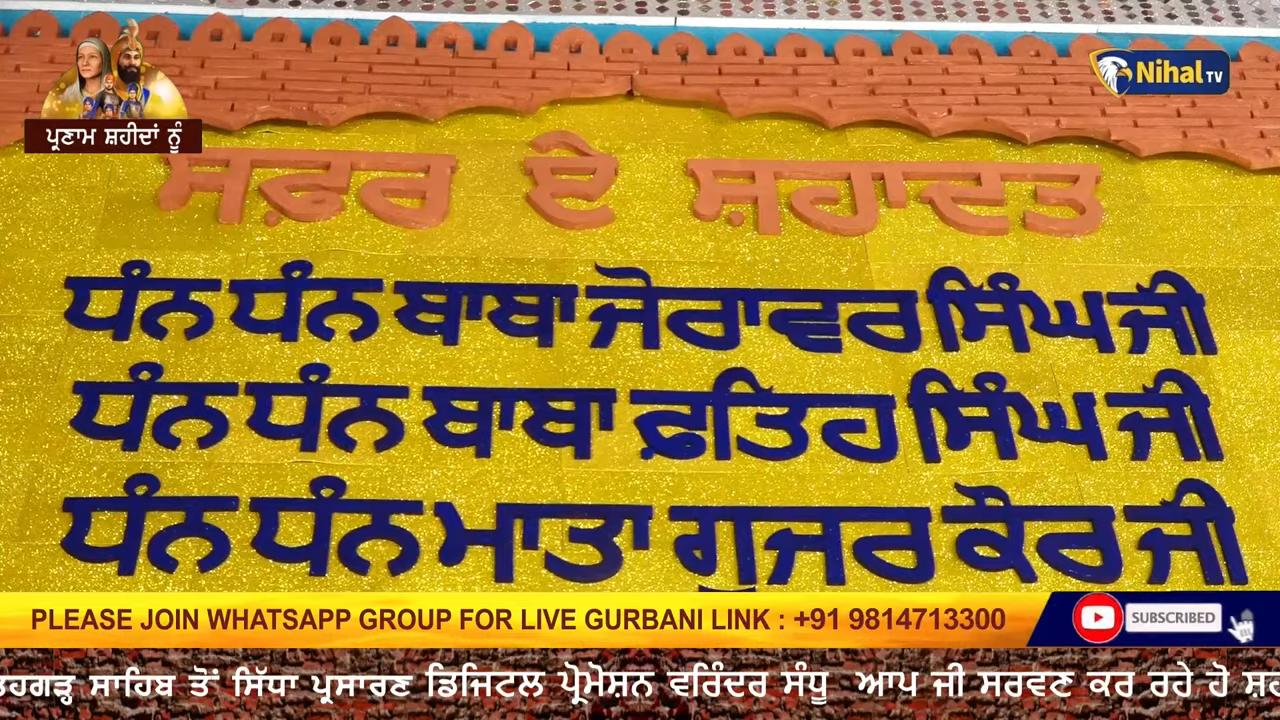 Nihal TV
ਪ੍ਰਣਾਮ ਸ਼ਹੀਦਾਂ ਨੂੰ
ਸਫ਼ਰ ਏ ਸ਼ਹਾਦਤ
ਧੰਨ ਧੰਨ ਬਾਬਾ ਜੋਰਾਵਰ ਸਿੰਘ ਜੀ
ਧੰਨ ਧੰਨ ਬਾਬਾ ਫ਼ਤਿਹ ਸਿੰਘ ਜੀ
ਧੰਨ ਧੰਨ ਮਾਤਾ ਗੁਜਰ ਕੌਰ ਜੀ
PLEASE JOIN WHATSAPP GROUP FOR LIVE GURBANI LINK : +91 9814713300
SUBSCRIBED
ਸਾਹਿਬ ਤੋਂ ਸਿੱਧਾ ਪ੍ਰਸਾਰਣ ਡਿਜਿਟਲ ਪ੍ਰੋਮੋਸ਼ਨ ਵਰਿੰਦਰ ਸੰਧੂ ਆਪ ਜੀ ਸਰਵਣ ਕਰ ਰਹੇ ਹੋ